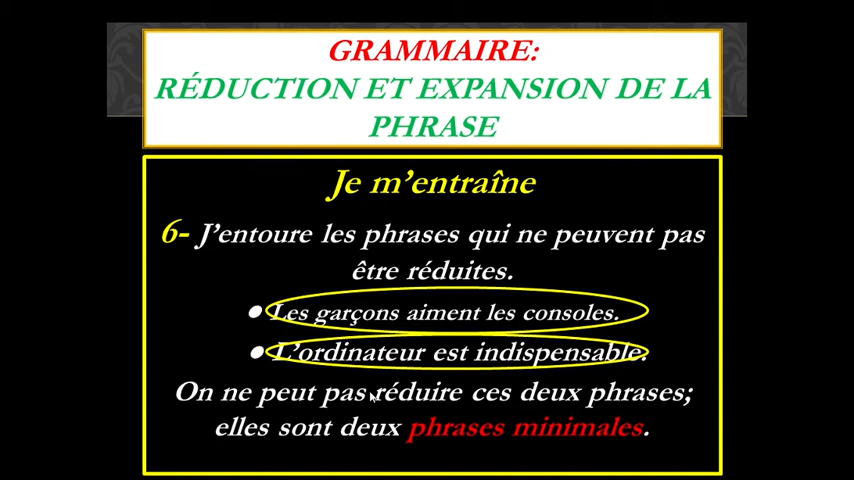 GRAMMAIRE:
RÉDUCTION ET EXPANSION DE LA
PHRASE
Je m'entraîne
6- J'entoure les phrases qui ne peuvent pas
être réduites.
● Les garçons aiment les consoles.
● L'ordinateur est indispensable.
On ne peut pas réduire ces deux phrases;
elles sont deux phrases minimales.